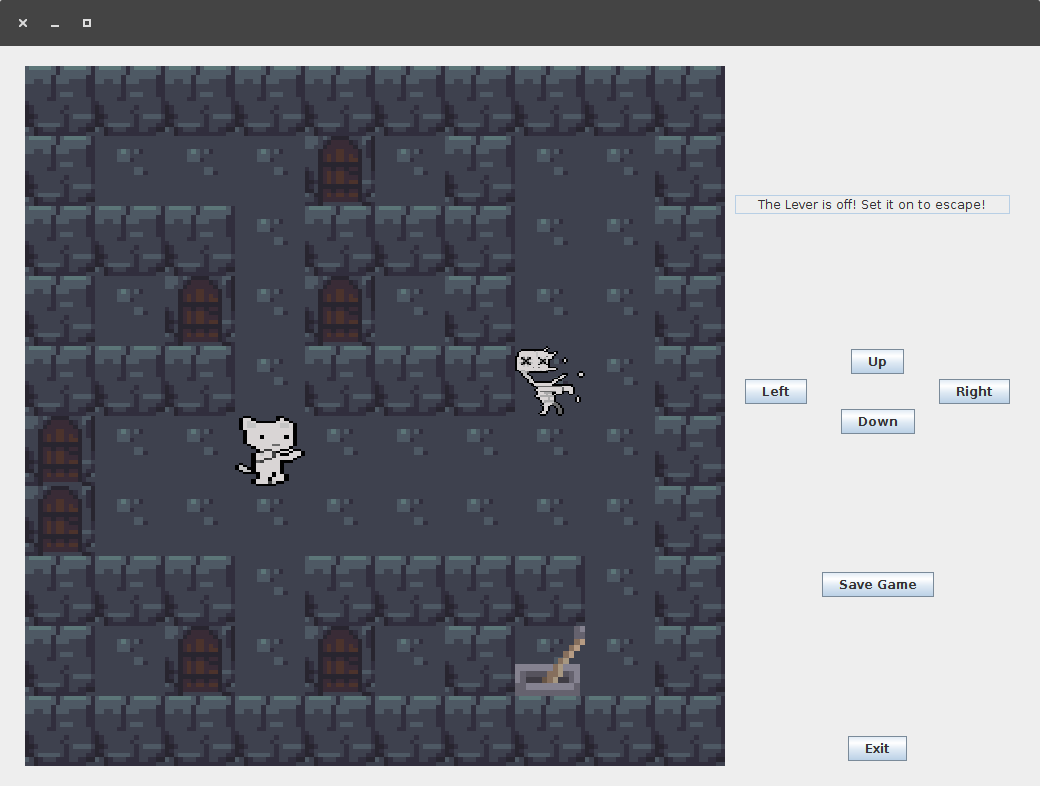 The Lever is off! Set it on to escape!
Up
Left
Right
Down
Save Game
Exit